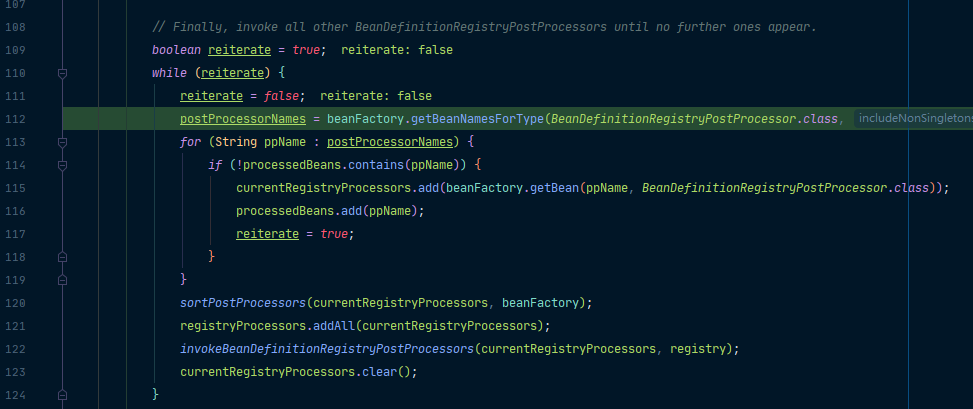 107
108 // Finally, invoke all other BeanDefinitionRegistryPostProcessors until no further ones appear.
109 boolean reiterate = true;  reiterate: false
110 while (reiterate) {
111 reiterate = false;  reiterate: false
112 postProcessorNames = beanFactory.getBeanNamesForType(BeanDefinitionRegistryPostProcessor.class, includeNonSingletons
113 for (String ppName : postProcessorNames) {
114 if (!processedBeans.contains(ppName)) {
115 currentRegistryProcessors.add(beanFactory.getBean(ppName, BeanDefinitionRegistryPostProcessor.class));
116 processedBeans.add(ppName);
117 reiterate = true;
118 }
119 }
120 sortPostProcessors(currentRegistryProcessors, beanFactory);
121 registryProcessors.addAll(currentRegistryProcessors);
122 invokeBeanDefinitionRegistryPostProcessors(currentRegistryProcessors, registry);
123 currentRegistryProcessors.clear();
124 }